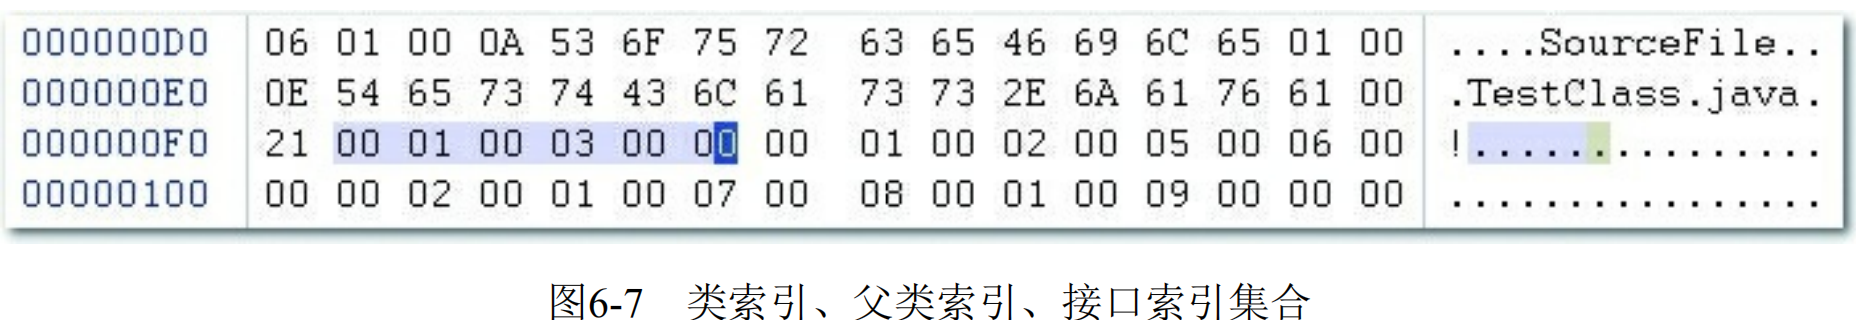 000000D0 06 01 00 0A 53 6F 75 72 63 65 46 69 6C 65 01 00 ....SourceFile..
000000E0 0E 54 65 73 74 43 6C 61 73 73 2E 6A 61 76 61 00 .TestClass.java.
000000F0 21 00 01 00 03 00 00 00 01 00 02 00 05 00 06 00 !...............
00000100 00 00 02 00 01 00 07 00 08 00 01 00 09 00 00 00 ................
图6-7 类索引、父类索引、接口索引集合